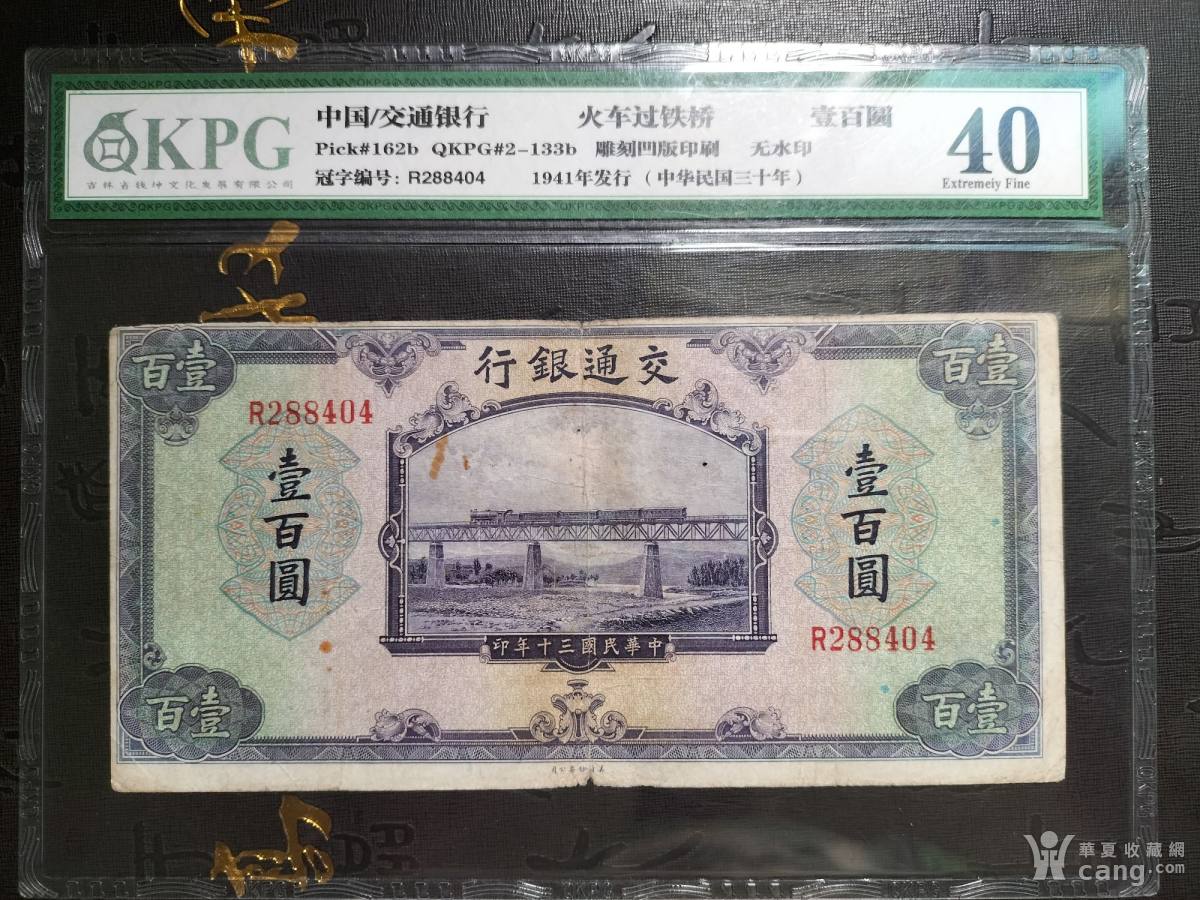 QKPG
吉林省钱坤文化发展有限公司
中国/交通银行 火车过铁桥 壹百圆
Pick#162b QKPG#2-133b 雕刻凹版印刷 无水印
冠字编号: R288404 1941年发行 (中华民国三十年)
40
Extremeiy Fine
百壹
行銀通交
百壹
R288404
壹百圓
壹百圓
R288404
印年十三國民華中
百壹
百壹
華夏收藏網
cang.com